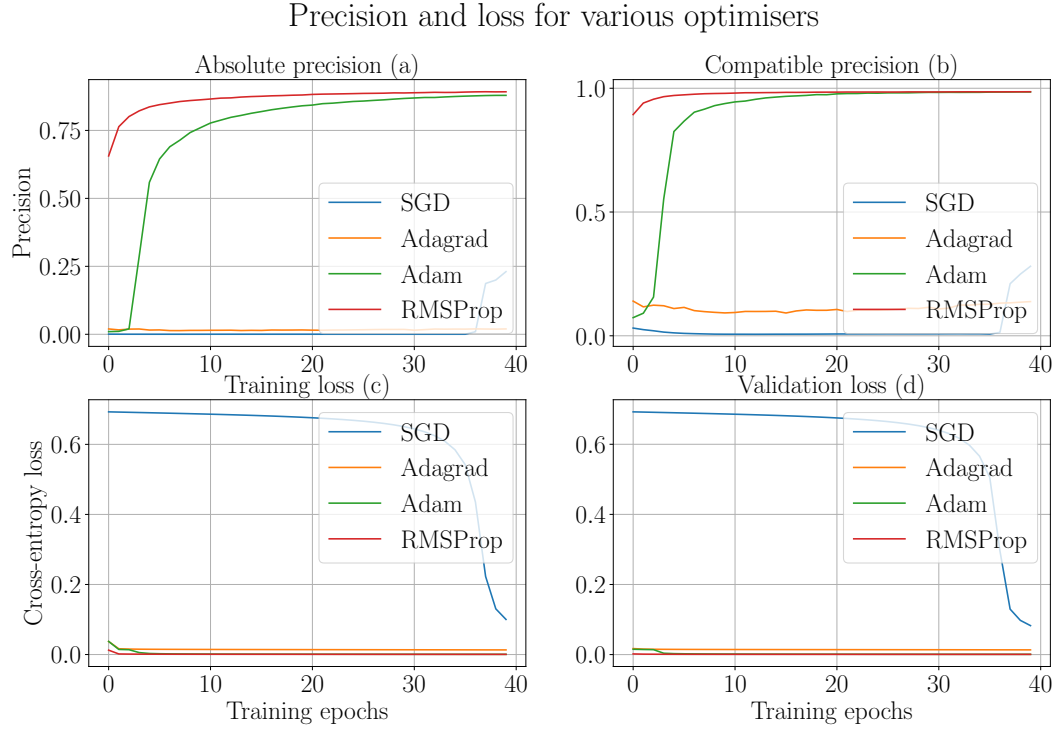 Precision and loss for various optimisers
Absolute precision (a)
Precision
0.75
0.50
0.25
0.00
SGD
Adagrad
Adam
RMSProp
0
10
20
30
40
Compatible precision (b)
1.0
0.5
0.0
SGD
Adagrad
Adam
RMSProp
0
10
20
30
40
Training loss (c)
Cross-entropy loss
0.6
0.4
0.2
0.0
SGD
Adagrad
Adam
RMSProp
0
10
20
30
40
Training epochs
Validation loss (d)
0.6
0.4
0.2
0.0
SGD
Adagrad
Adam
RMSProp
0
10
20
30
40
Training epochs